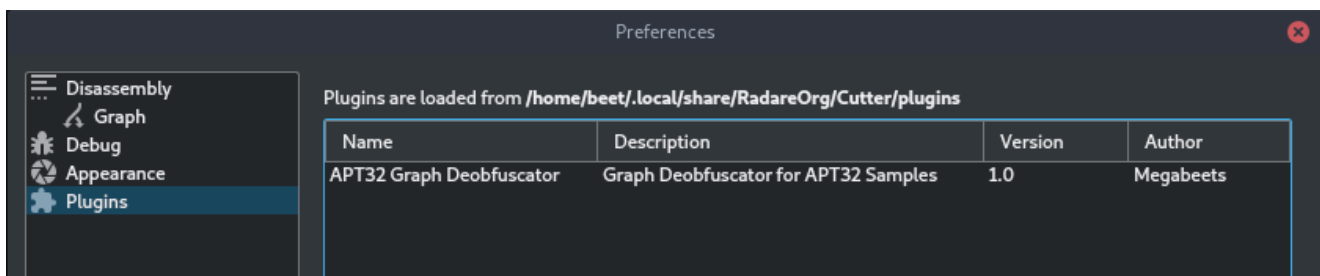 Preferences
Disassembly
Graph
Debug
Appearance
Plugins
Plugins are loaded from /home/beet/.local/share/RadareOrg/Cutter/plugins
Name Description Version Author
APT32 Graph Deobfuscator Graph Deobfuscator for APT32 Samples 1.0 Megabeets